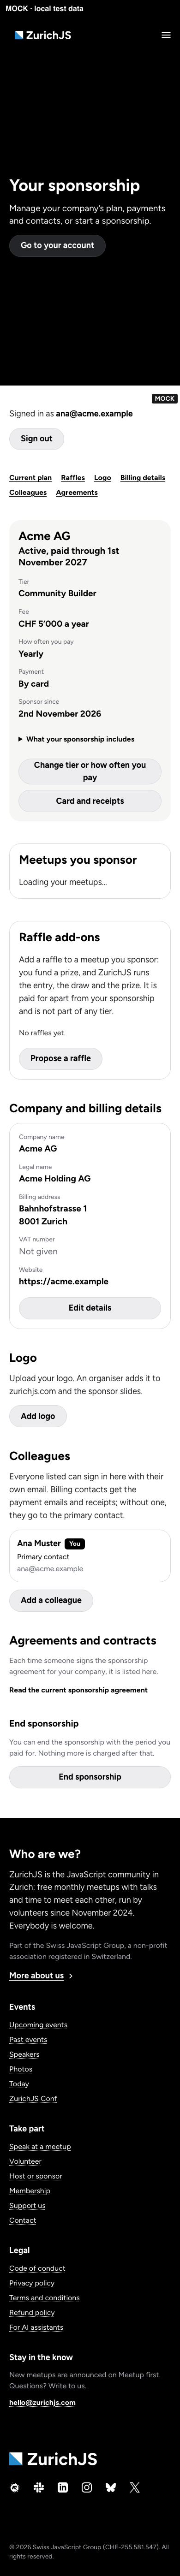 MOCK · local test data
ZurichJS
Your sponsorship
Manage your company's plan, payments
and contracts, or start a sponsorship.
Go to your account
MOCK
Signed in as ana@acme.example
Sign out
Current plan Raffles Logo Billing details
Colleagues Agreements
Acme AG
Active, paid through 1st
November 2027
Tier
Community Builder
Fee
CHF 5'000 a year
How often you pay
Yearly
Payment
By card
Sponsor since
2nd November 2026
What your sponsorship includes
Change tier or how often you
pay
Card and receipts
Meetups you sponsor
Loading your meetups...
Raffle add-ons
Add a raffle to a meetup you sponsor:
you fund a prize, and ZurichJS runs
the entry, the draw and the prize. It is
paid for apart from your sponsorship
and is not part of any tier.
No raffles yet.
Propose a raffle
Company and billing details
Company name
Acme AG
Legal name
Acme Holding AG
Billing address
Bahnhofstrasse 1
8001 Zurich
VAT number
Not given
Website
https://acme.example
Edit details
Logo
Upload your logo. An organiser adds it to
zurichjs.com and the sponsor slides.
Add logo
Colleagues
Everyone listed can sign in here with their
own email. Billing contacts get the
payment emails and receipts; without one,
they go to the primary contact.
Ana Muster You
Primary contact
ana@acme.example
Add a colleague
Agreements and contracts
Each time someone signs the sponsorship
agreement for your company, it is listed here.
Read the current sponsorship agreement
End sponsorship
You can end the sponsorship with the period you
paid for. Nothing more is charged after that.
End sponsorship
Who are we?
ZurichJS is the JavaScript community in
Zurich: free monthly meetups with talks
and time to meet each other, run by
volunteers since November 2024.
Everybody is welcome.
Part of the Swiss JavaScript Group, a non-profit
association registered in Switzerland.
More about us
Events
Upcoming events
Past events
Speakers
Photos
Today
ZurichJS Conf
Take part
Speak at a meetup
Volunteer
Host or sponsor
Membership
Support us
Contact
Legal
Code of conduct
Privacy policy
Terms and conditions
Refund policy
For AI assistants
Stay in the know
New meetups are announced on Meetup first.
Questions? Write to us.
hello@zurichjs.com
ZurichJS
© 2026 Swiss JavaScript Group (CHE-255.581.547). All
rights reserved.